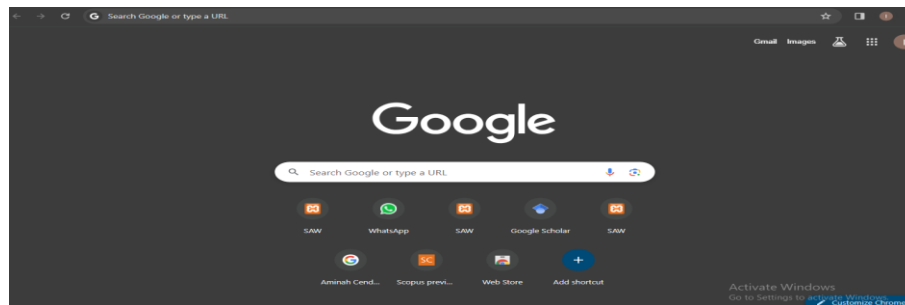 Search Google or type a URL
Gmail Images
Google
Search Google or type a URL
SAW WhatsApp SAW Google Scholar SAW
Aminah Cend... Scopus previ... Web Store Add shortcut
Activate Windows
Go to Settings to activate Windows.
Customize Chrome